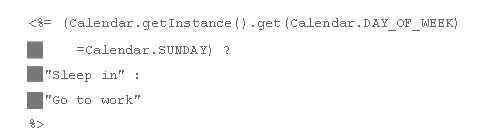 <%= (Calendar.getInstance().get(Calendar.DAY_OF_WEEK)
=Calendar.SUNDAY) ?
"Sleep in" :
"Go to work"
%>